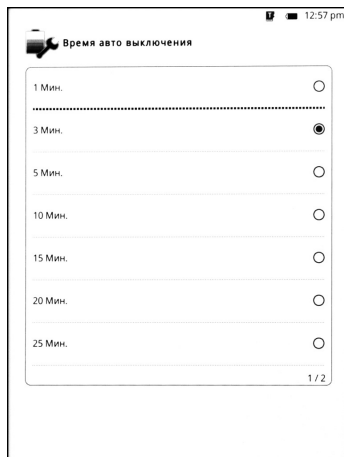 12:57 pm
Время авто выключения
1 Мин.
3 Мин.
5 Мин.
10 Мин.
15 Мин.
20 Мин.
25 Мин.
1 / 2